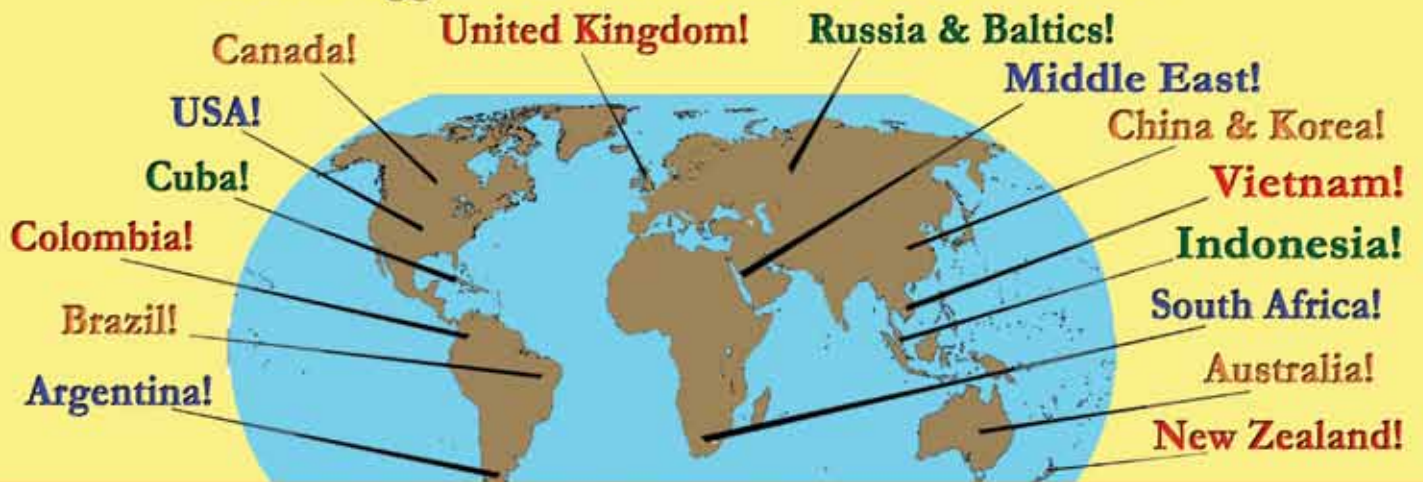 Canada!
USA!
Cuba!
Colombia!
Brazil!
Argentina!
United Kingdom!
Russia & Baltics!
Middle East!
China & Korea!
Vietnam!
Indonesia!
South Africa!
Australia!
New Zealand!